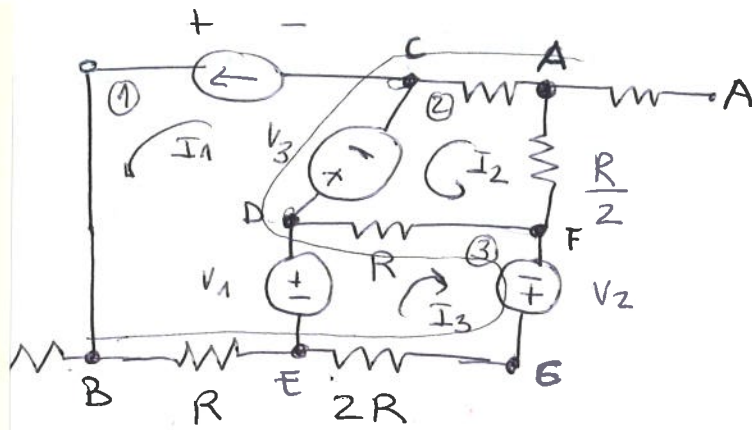 + −
C A
① ② A
I1 V3 − I2 R/2
+
D F
R ③
V1 + − I3 − + V2
B R E 2R G